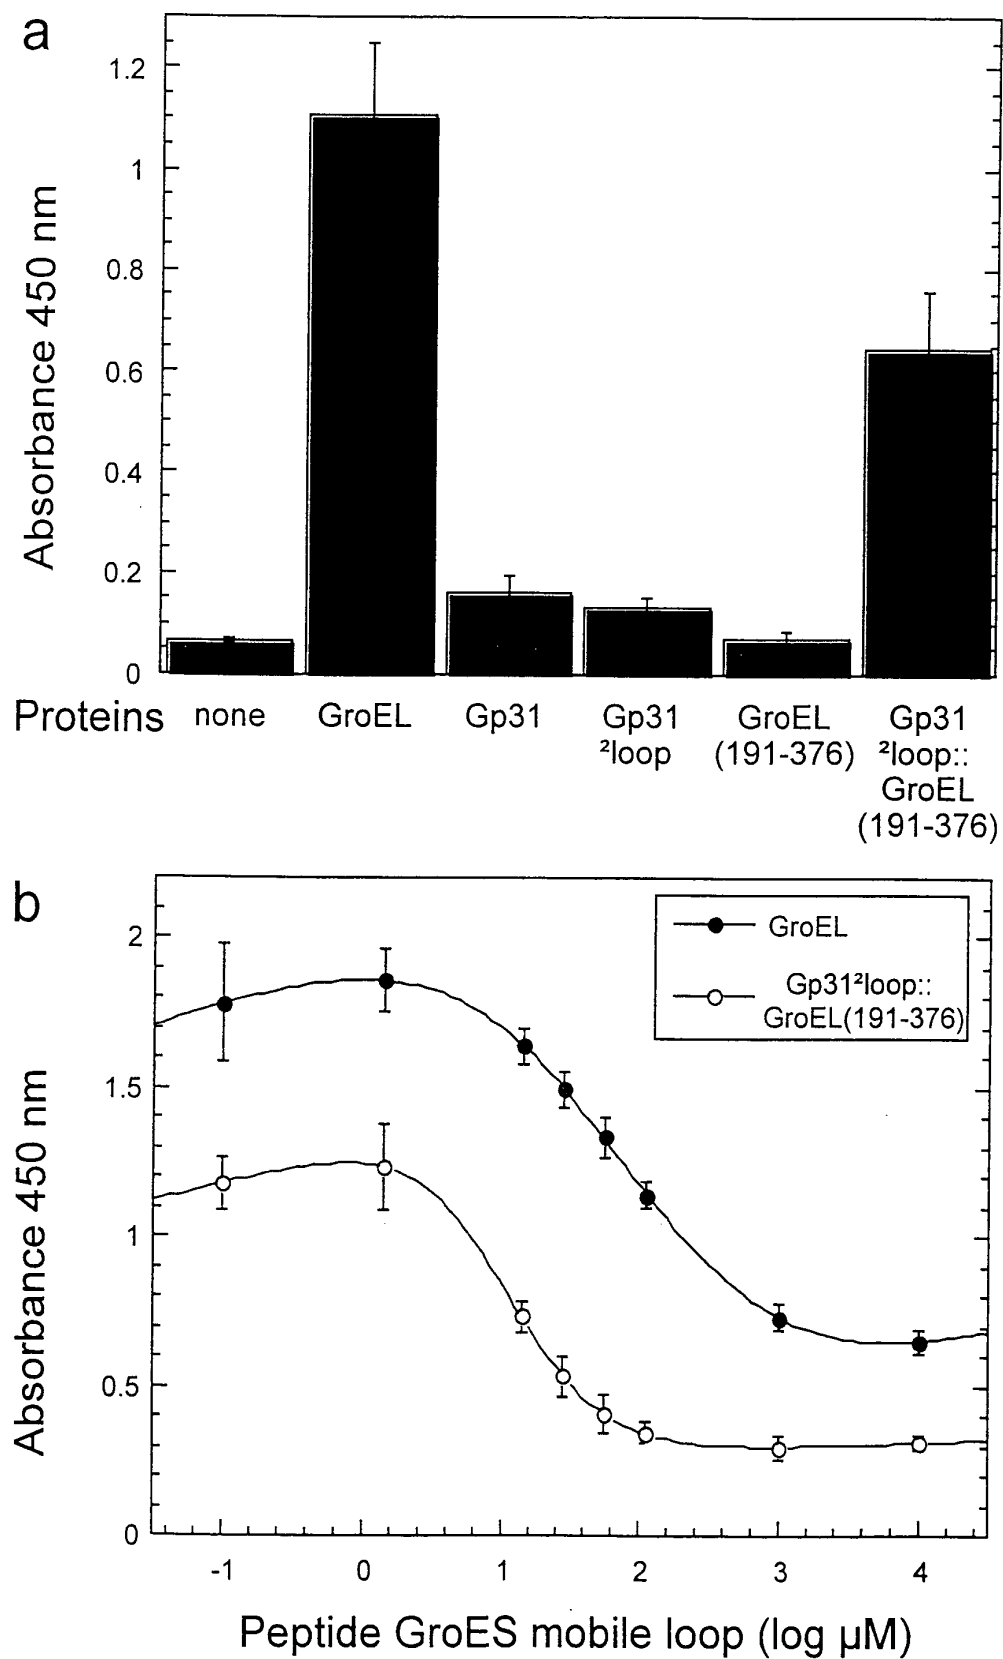 a
Absorbance 450 nm
1.2
1
0.8
0.6
0.4
0.2
0
Proteins
none
GroEL
Gp31
Gp31
²loop
GroEL
(191-376)
Gp31
²loop::
GroEL
(191-376)
b
Absorbance 450 nm
2
1.5
1
0.5
0
GroEL
Gp31²loop::
GroEL(191-376)
-1 0 1 2 3 4
Peptide GroES mobile loop (log µM)